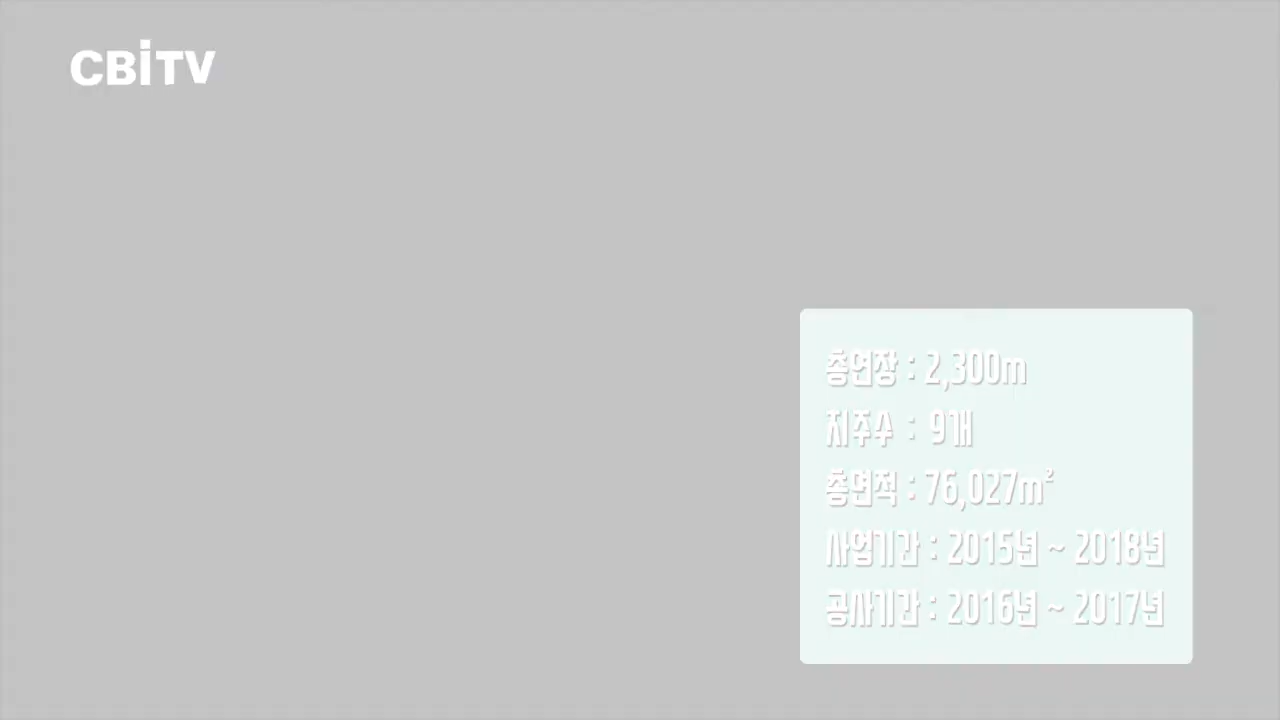 CBiTV
총연장 : 2,300m
지주수 : 9개
총면적 : 76,027m²
사업기간 : 2015년 ~ 2018년
공사기간 : 2016년 ~ 2017년